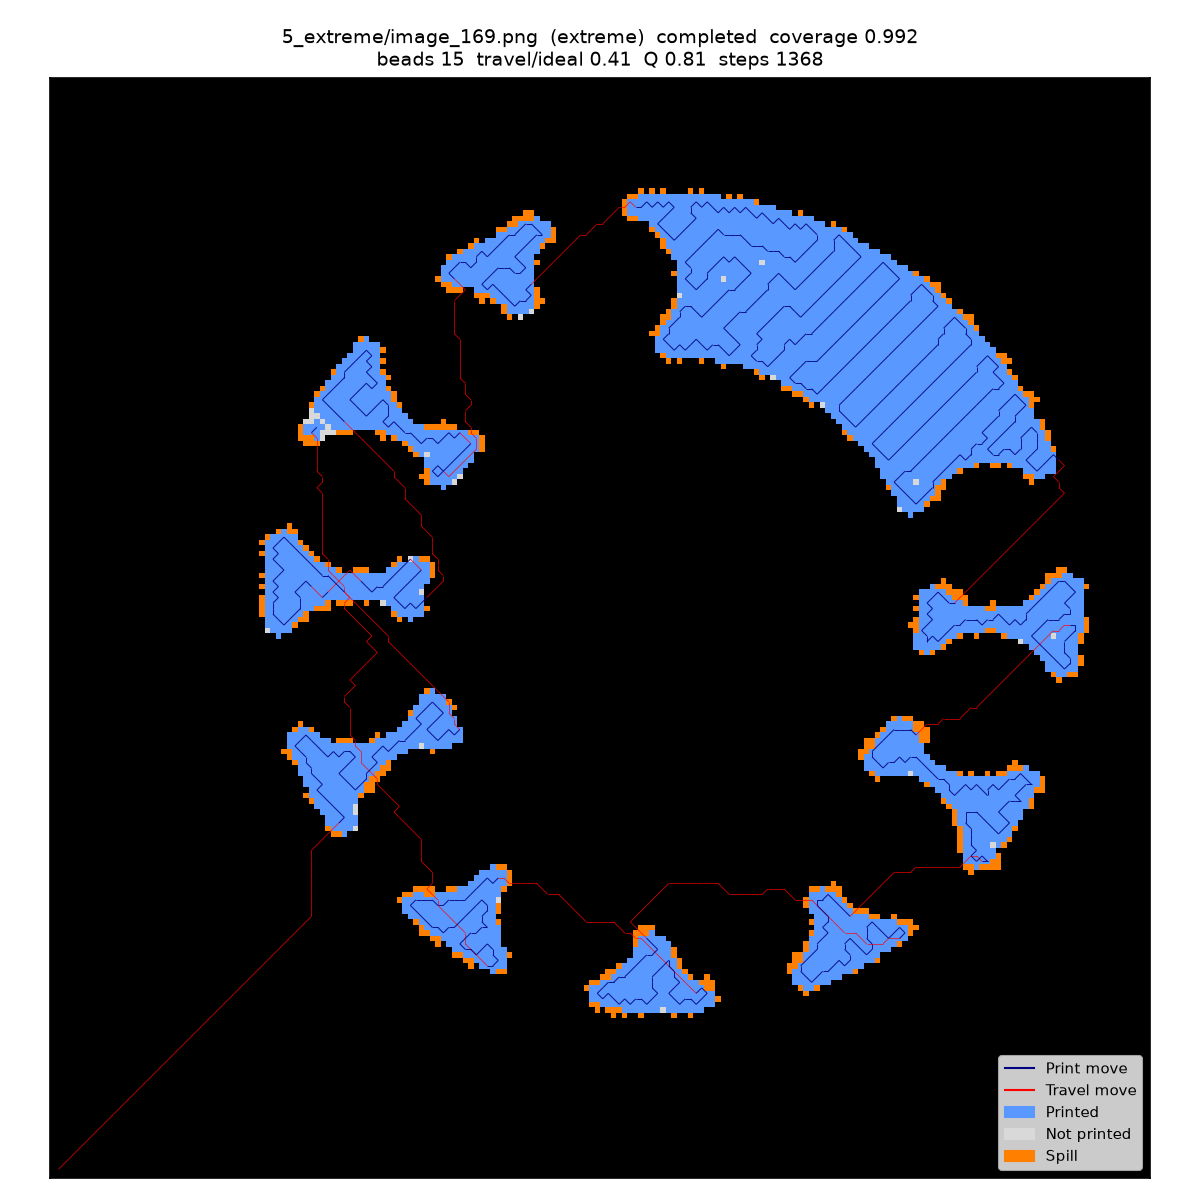 5_extreme/image_169.png  (extreme)  completed  coverage 0.992
beads 15  travel/ideal 0.41  Q 0.81  steps 1368
Print move
Travel move
Printed
Not printed
Spill